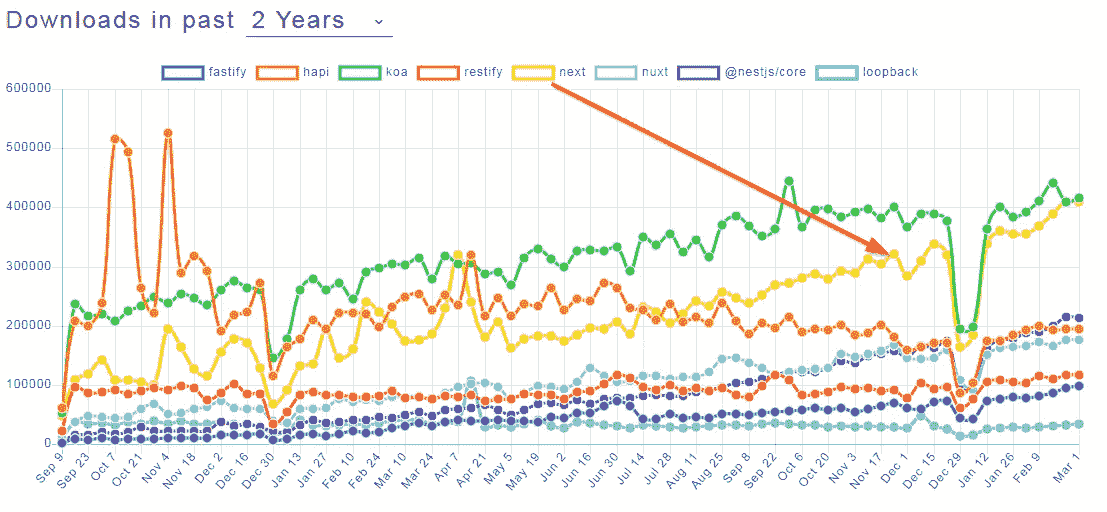 Downloads in past 2 Years
fastify hapi koa restify next nuxt @nestjs/core loopback
600000
500000
400000
300000
200000
100000
0
Sep 9 Sep 23 Oct 7 Oct 21 Nov 4 Nov 18 Dec 2 Dec 16 Dec 30 Jan 13 Jan 27 Feb 10 Feb 24 Mar 10 Mar 24 Apr 7 Apr 21 May 5 May 19 Jun 2 Jun 16 Jun 30 Jul 14 Jul 28 Aug 11 Aug 25 Sep 8 Sep 22 Oct 6 Oct 20 Nov 3 Nov 17 Dec 1 Dec 15 Dec 29 Jan 12 Jan 26 Feb 9 Mar 1